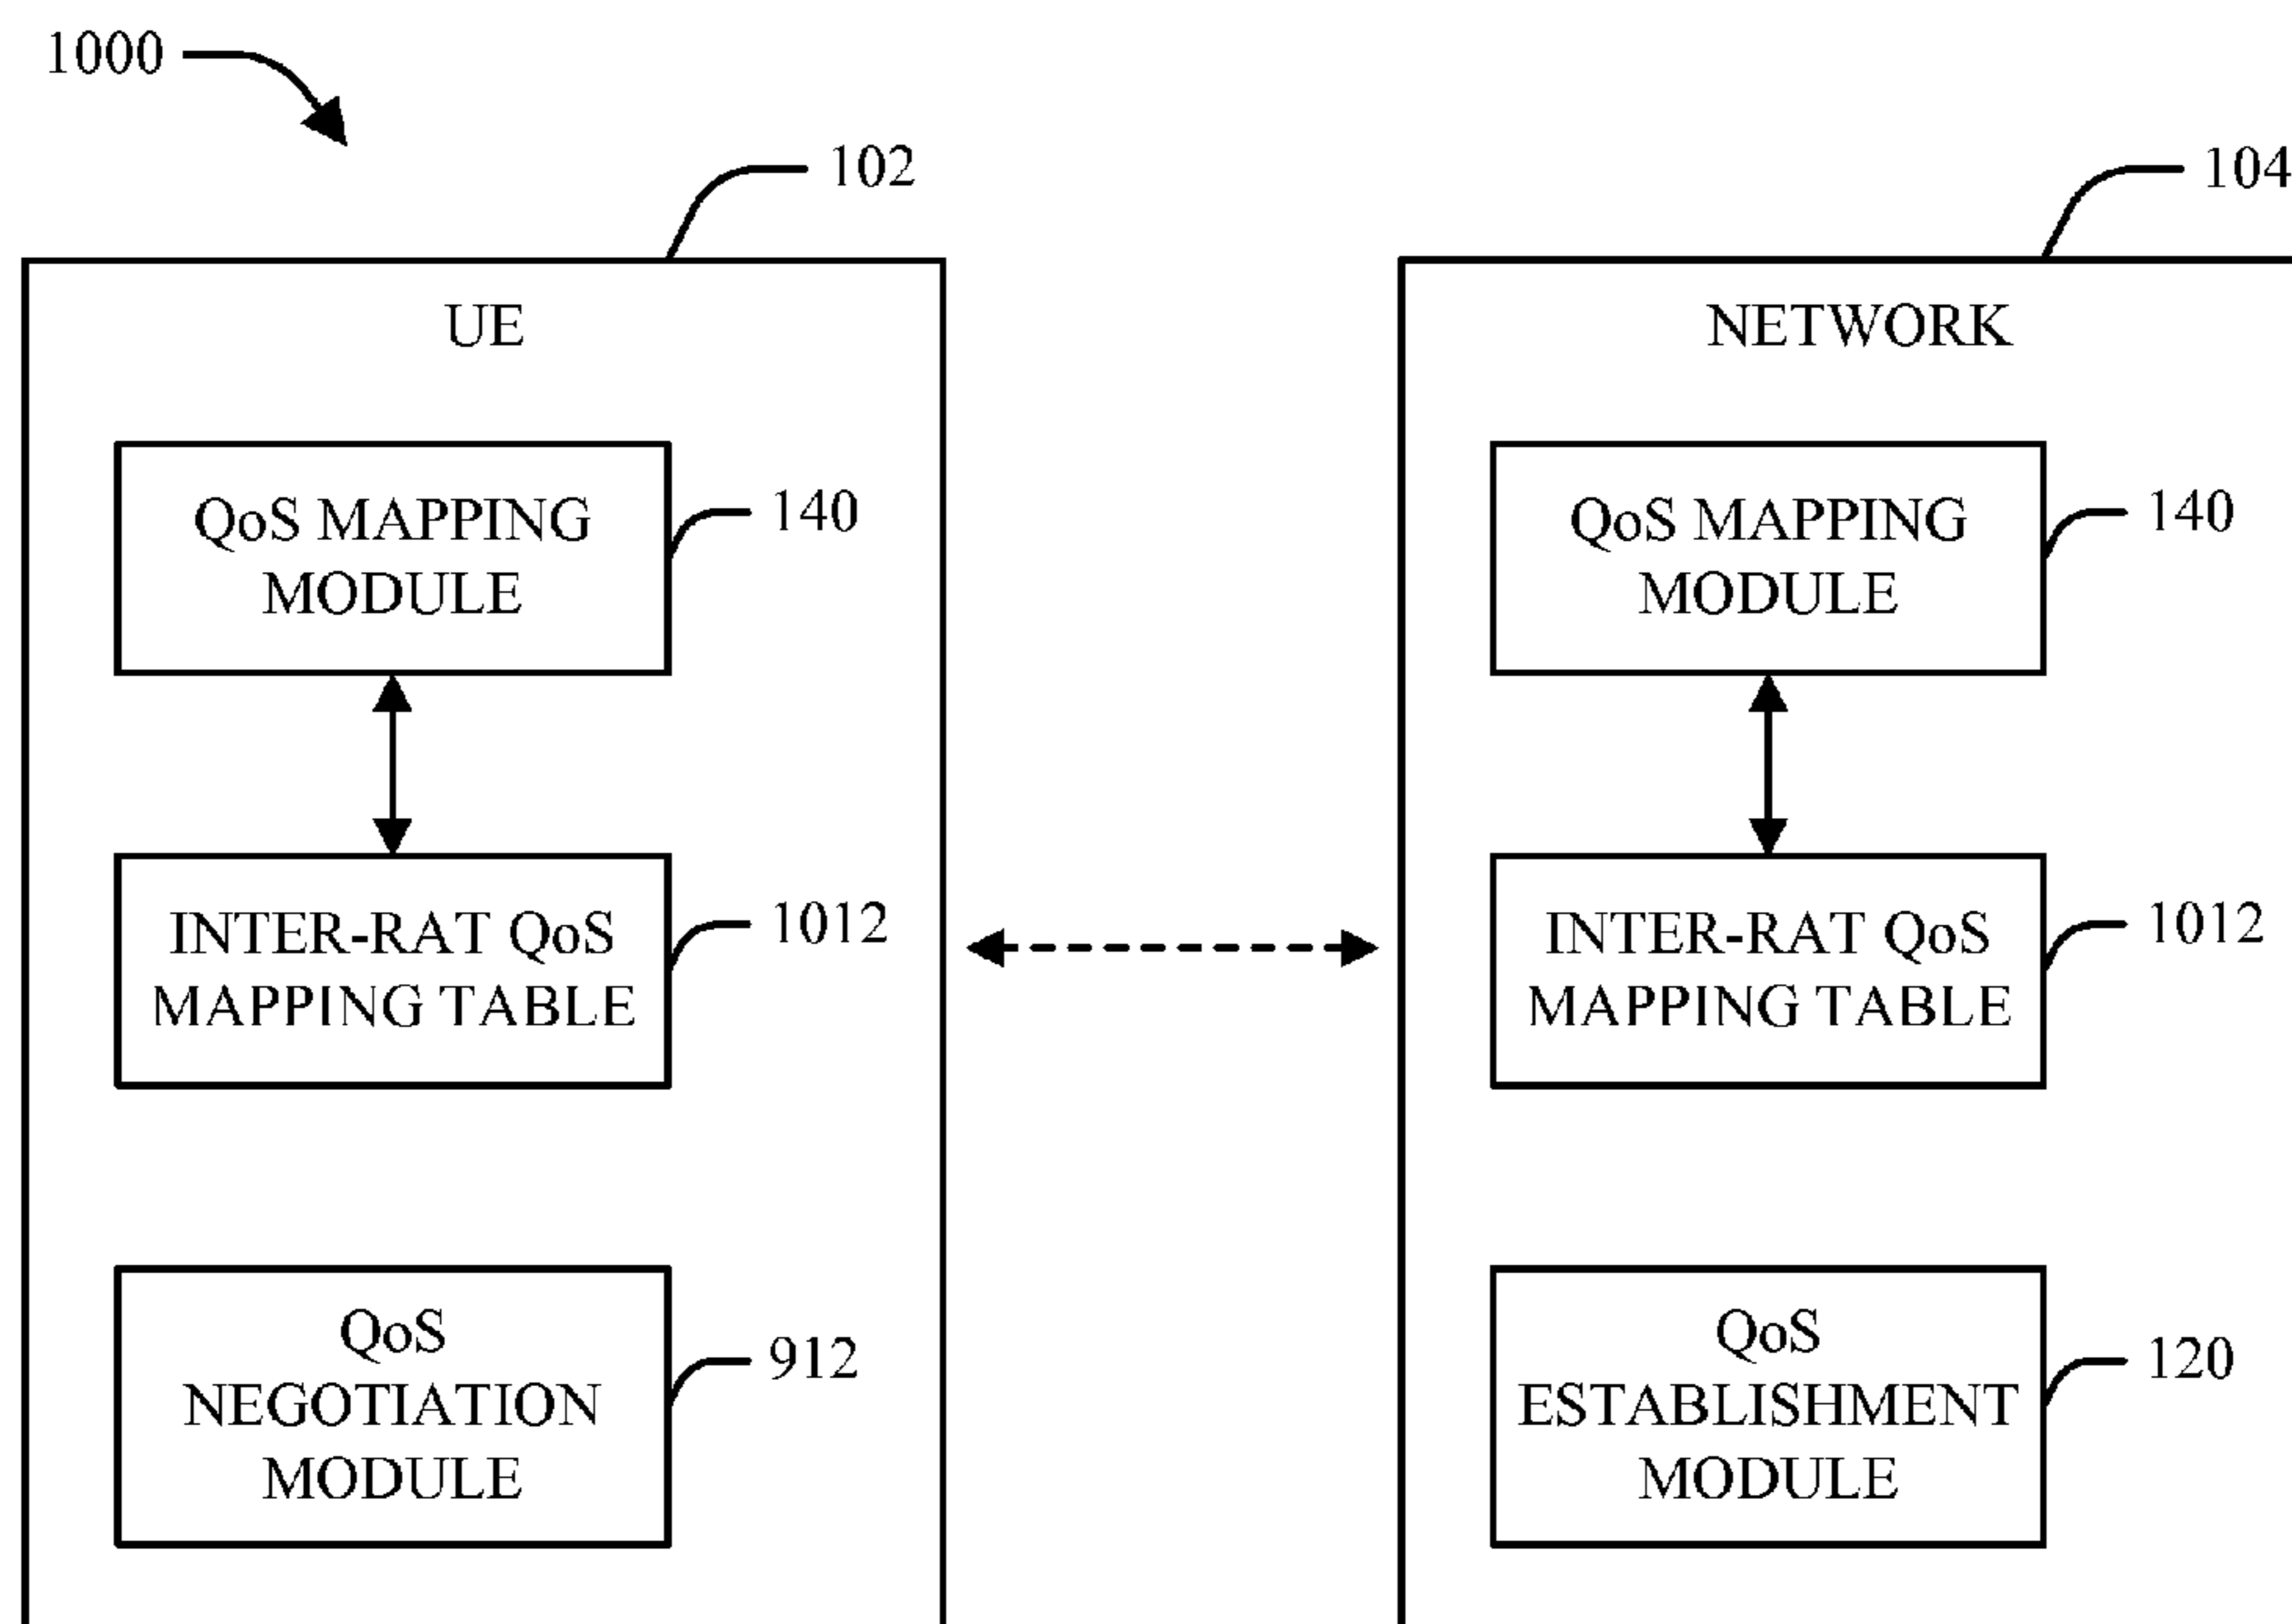 1000
102
104
UE
NETWORK
QoS MAPPING
MODULE
140
QoS MAPPING
MODULE
140
INTER-RAT QoS
MAPPING TABLE
1012
INTER-RAT QoS
MAPPING TABLE
1012
QoS
NEGOTIATION
MODULE
912
QoS
ESTABLISHMENT
MODULE
120